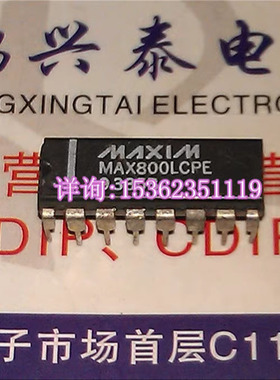 兴泰电
GXINGTAI ELECTRO
MAXIM
MAX800LCPE
详询:15362351119
营
DIP、CDIP
子市场首层C11